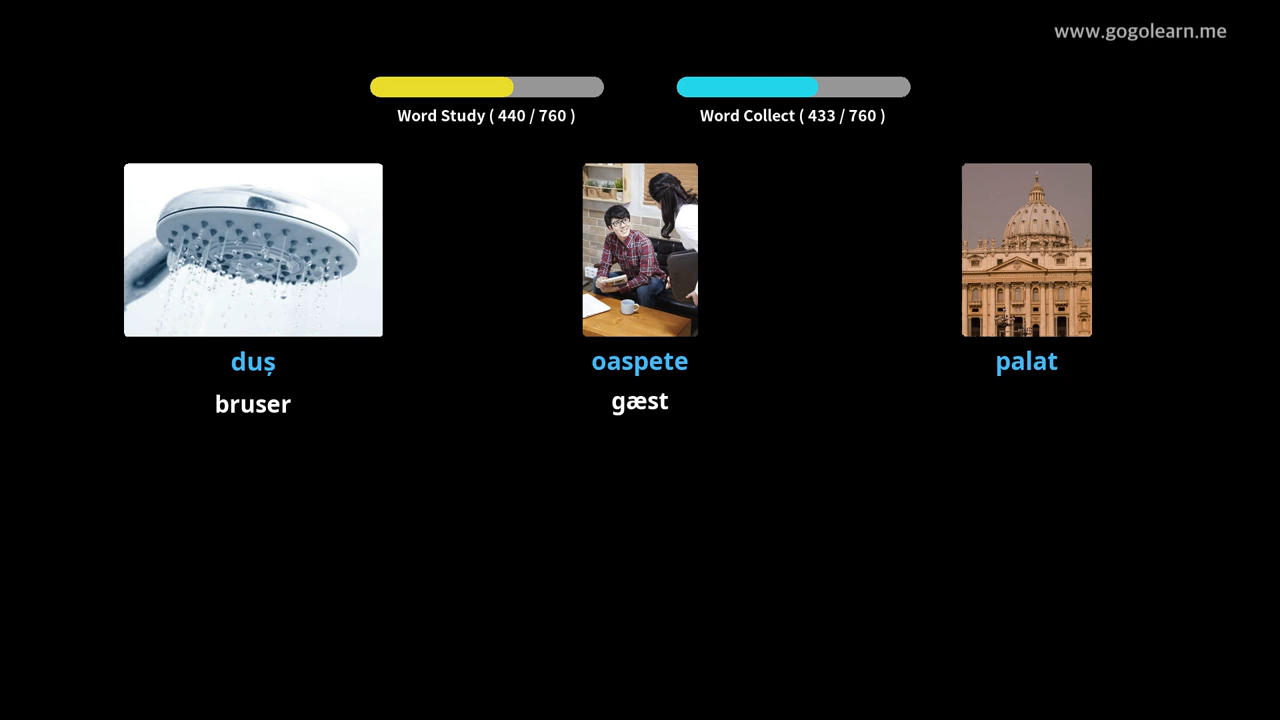 www.gogolearn.me
Word Study ( 440 / 760 )
Word Collect ( 433 / 760 )
duș
oaspete
palat
bruser
gæst